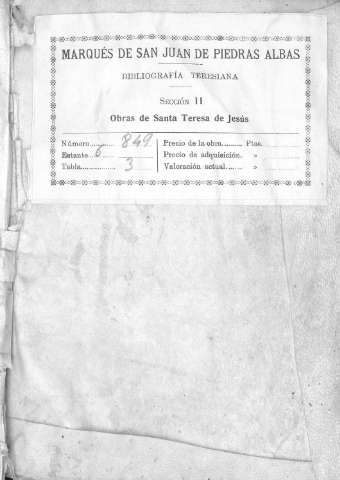 MARQUÉS DE SAN JUAN DE PIEDRAS ALBAS
BIBLIOGRAFÍA TERESIANA
SECCIÓN II
Obras de Santa Teresa de Jesús
Número......... 849
Estante 6
Tabla.............. 3
Precio de la obra......... Ptas.
Precio de adquisición. »
Valoración actual...... »